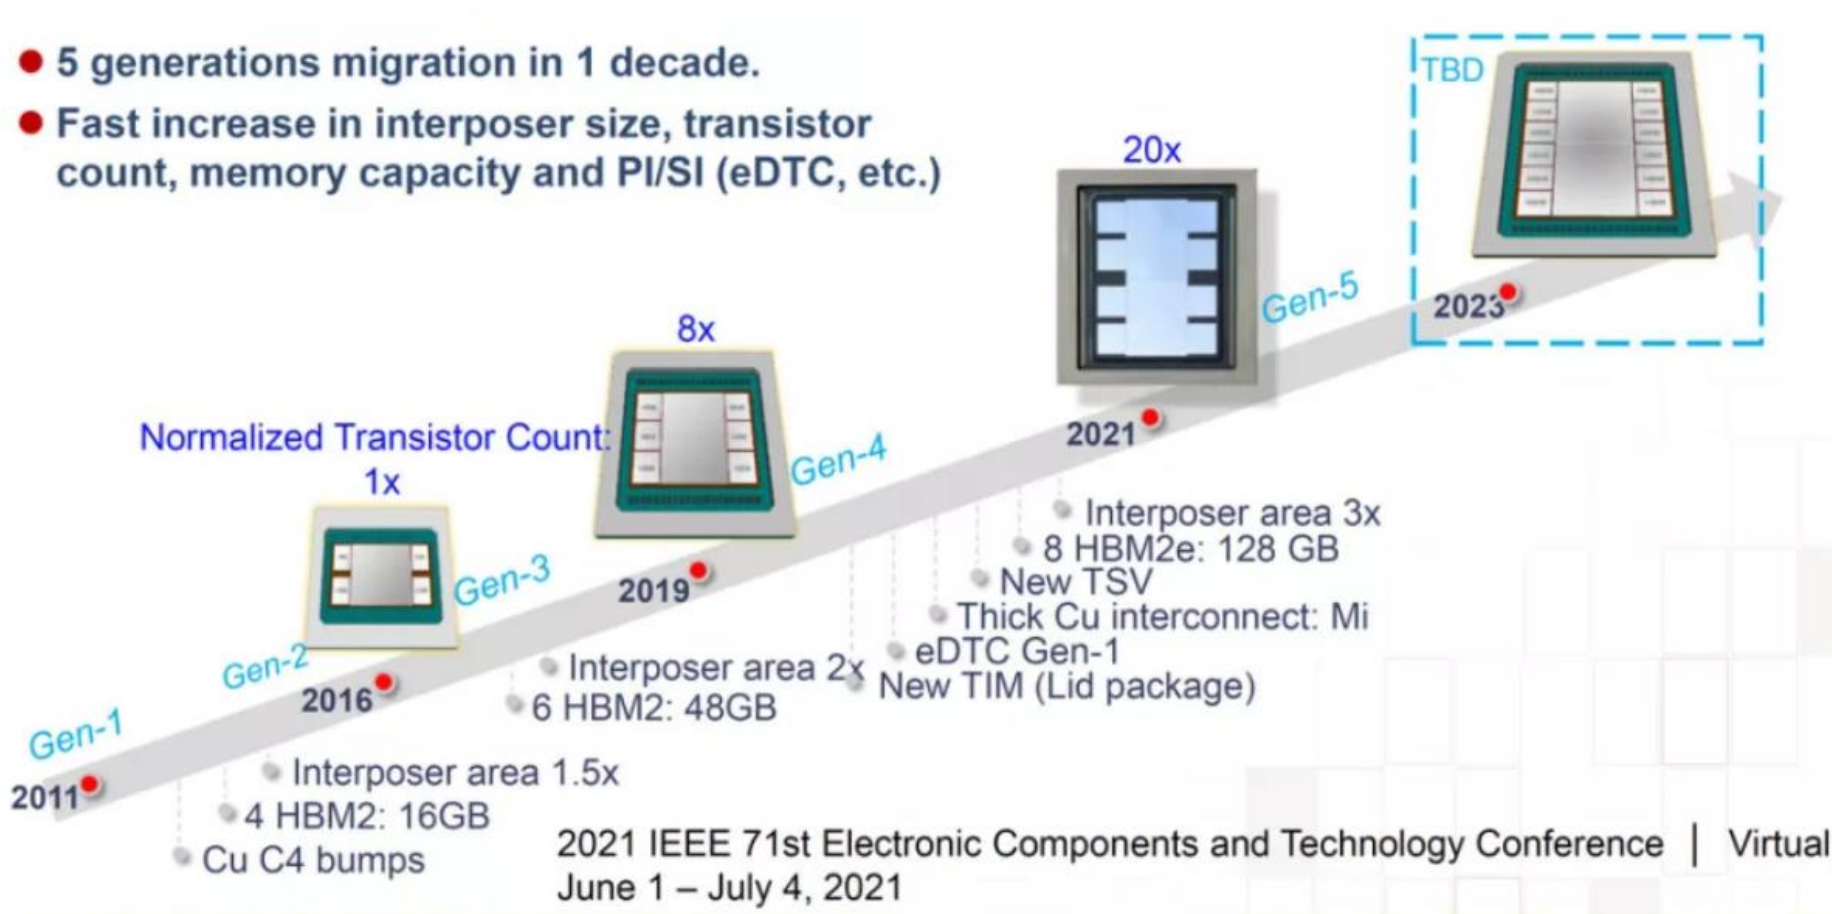 5 generations migration in 1 decade.
Fast increase in interposer size, transistor
count, memory capacity and PI/SI (eDTC, etc.)
TBD
20x
Gen-5
2023
8x
Normalized Transistor Count:
1x
Gen-4
2021
Gen-3
2019
Interposer area 3x
8 HBM2e: 128 GB
New TSV
Thick Cu interconnect: Mi
eDTC Gen-1
New TIM (Lid package)
Gen-2
2016
Interposer area 2x
6 HBM2: 48GB
Gen-1
2011
Interposer area 1.5x
4 HBM2: 16GB
Cu C4 bumps
2021 IEEE 71st Electronic Components and Technology Conference | Virtual
June 1 – July 4, 2021